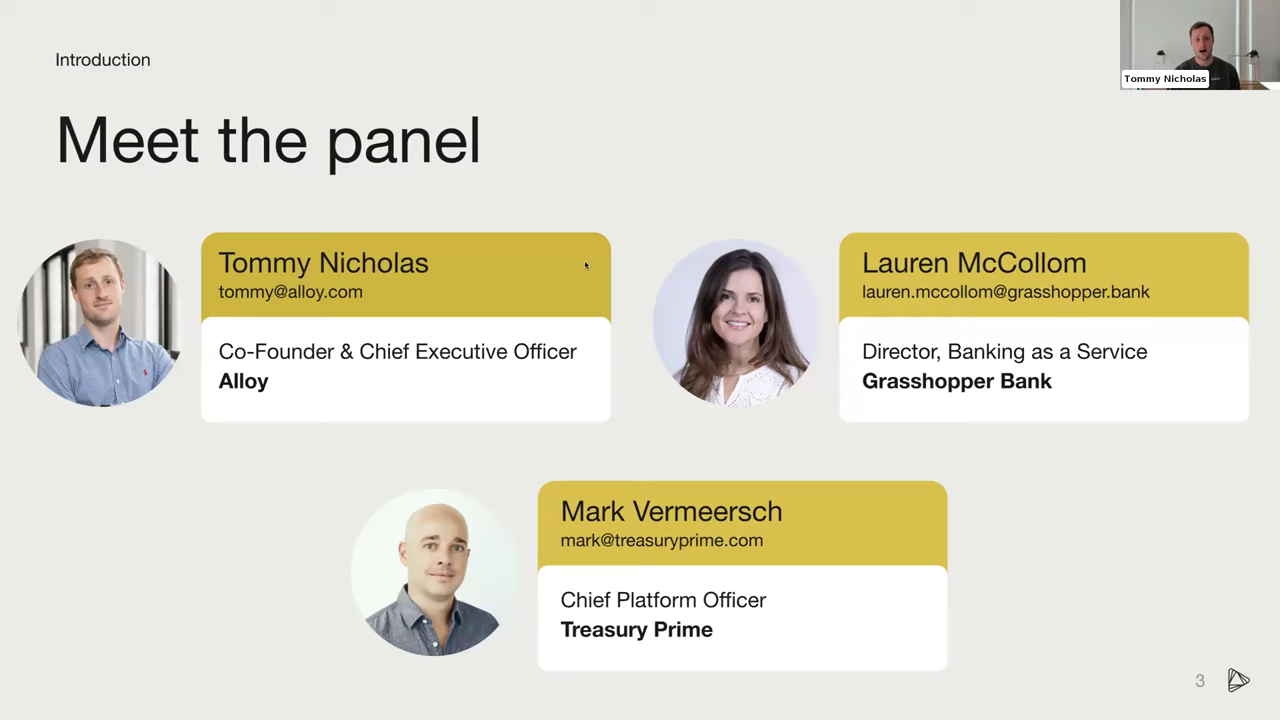 Introduction
Tommy Nicholas
Meet the panel
Tommy Nicholas
tommy@alloy.com
Co-Founder & Chief Executive Officer
Alloy
Lauren McCollom
lauren.mccollom@grasshopper.bank
Director, Banking as a Service
Grasshopper Bank
Mark Vermeersch
mark@treasuryprime.com
Chief Platform Officer
Treasury Prime
3